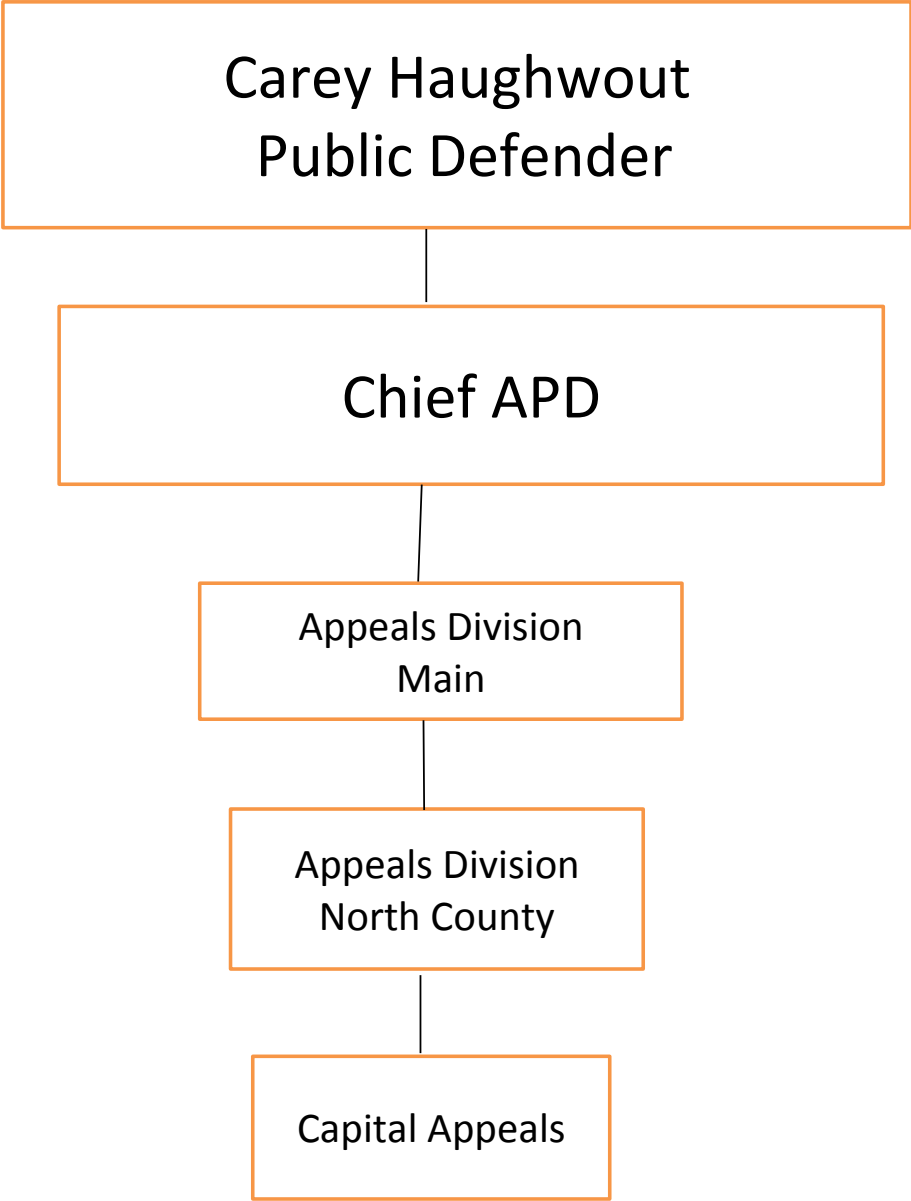 Carey Haughwout
Public Defender
Chief APD
Appeals Division
Main
Appeals Division
North County
Capital Appeals